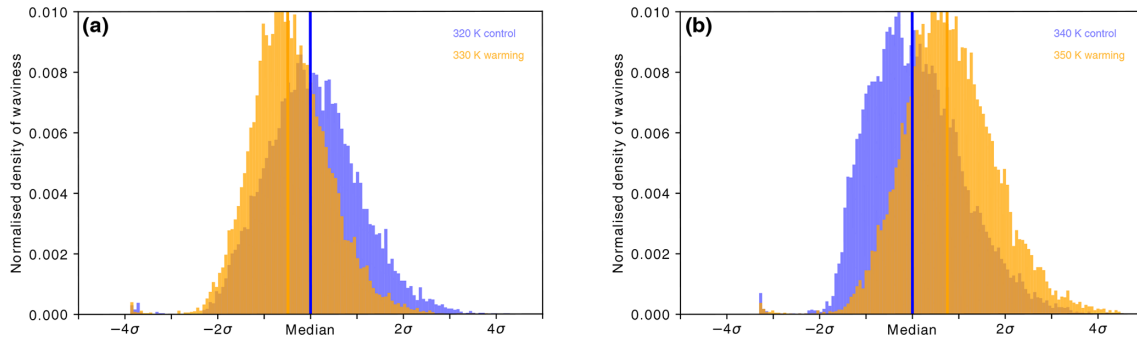 (a)
320 K control
330 K warming
Normalised density of waviness
0.010
0.008
0.006
0.004
0.002
0.000
−4σ
−2σ
Median
2σ
4σ
(b)
340 K control
350 K warming
Normalised density of waviness
0.010
0.008
0.006
0.004
0.002
0.000
−4σ
−2σ
Median
2σ
4σ